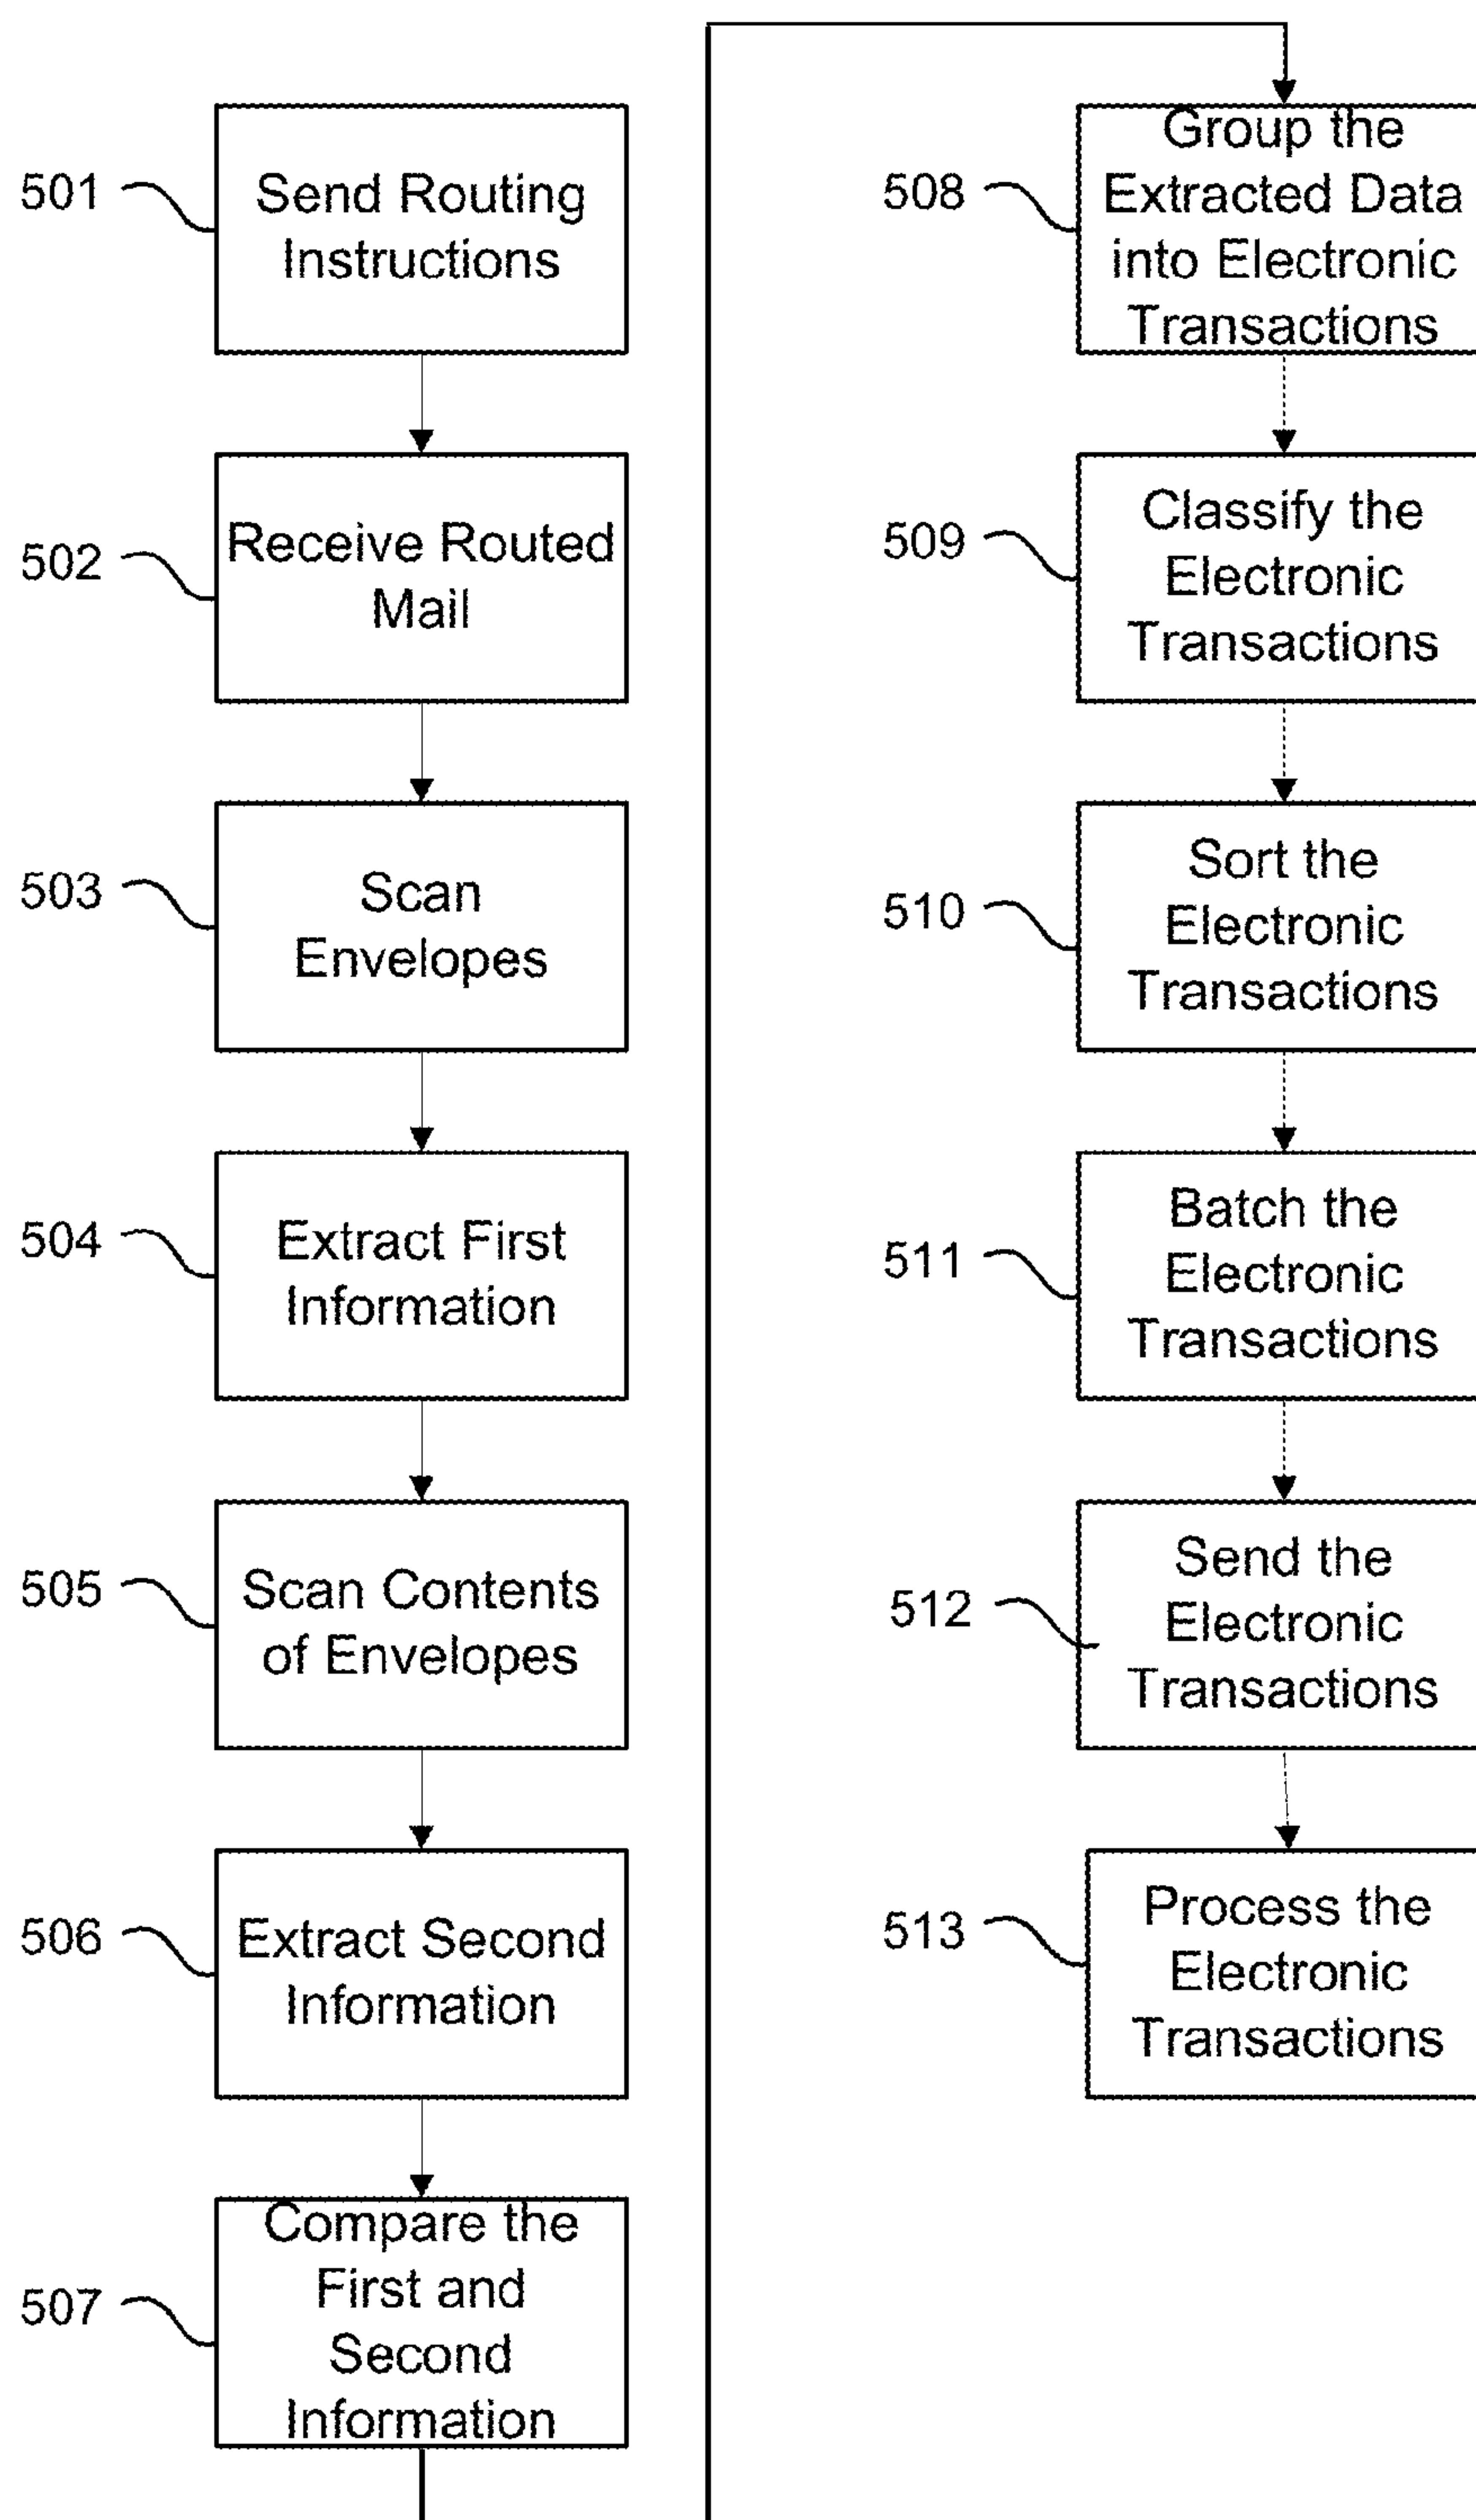 501
Send Routing
Instructions
502
Receive Routed
Mail
503
Scan
Envelopes
504
Extract First
Information
505
Scan Contents
of Envelopes
506
Extract Second
Information
507
Compare the
First and
Second
Information
508
Group the
Extracted Data
into Electronic
Transactions
509
Classify the
Electronic
Transactions
510
Sort the
Electronic
Transactions
511
Batch the
Electronic
Transactions
512
Send the
Electronic
Transactions
513
Process the
Electronic
Transactions